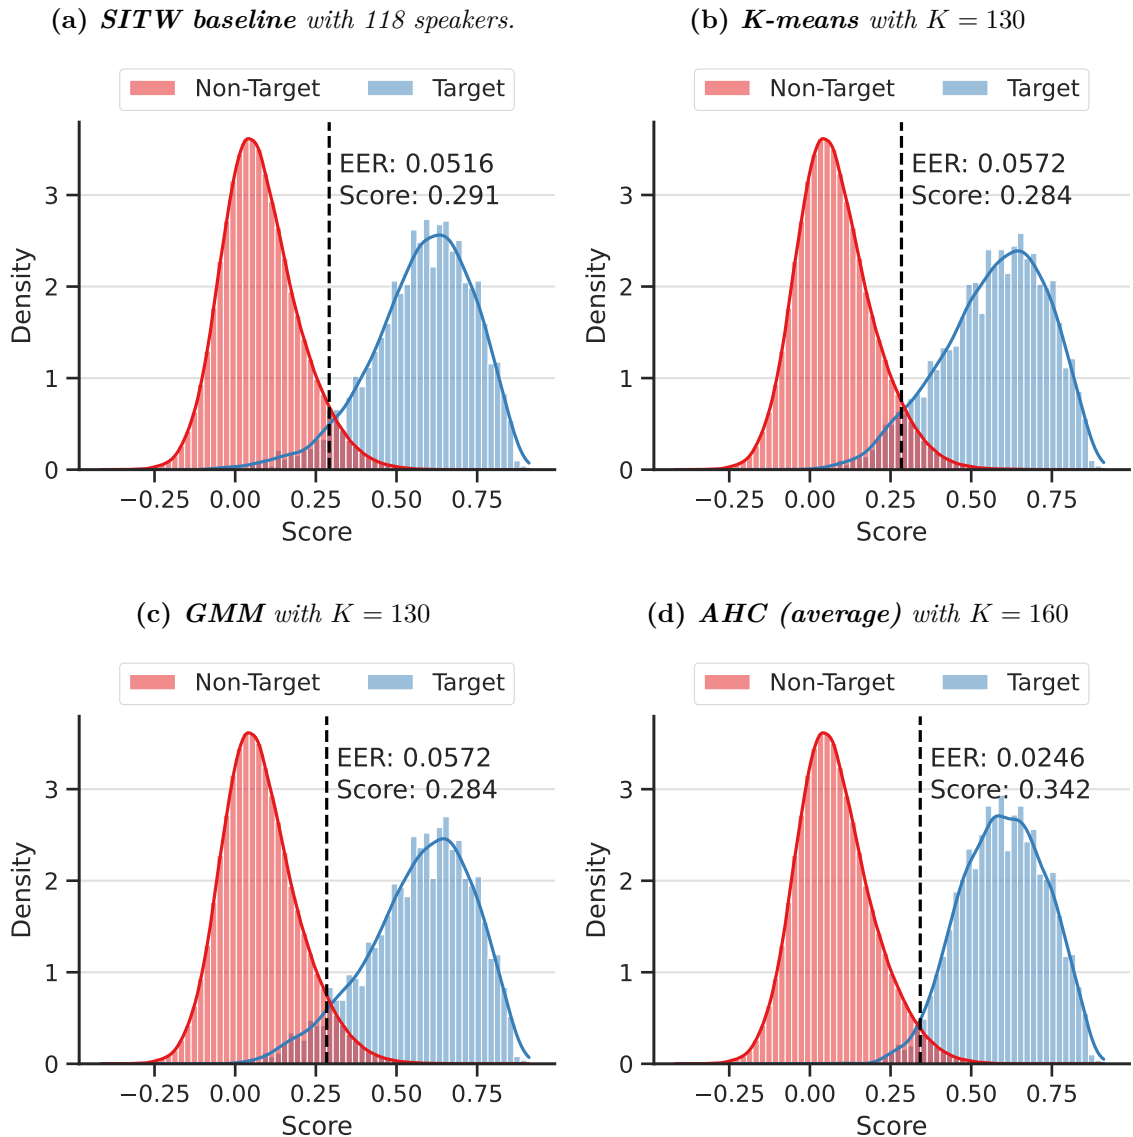 (a) SITW baseline with 118 speakers.
Non-Target Target
EER: 0.0516
Score: 0.291
Density
3
2
1
0
−0.25 0.00 0.25 0.50 0.75
Score
(b) K-means with K = 130
Non-Target Target
EER: 0.0572
Score: 0.284
Density
3
2
1
0
−0.25 0.00 0.25 0.50 0.75
Score
(c) GMM with K = 130
Non-Target Target
EER: 0.0572
Score: 0.284
Density
3
2
1
0
−0.25 0.00 0.25 0.50 0.75
Score
(d) AHC (average) with K = 160
Non-Target Target
EER: 0.0246
Score: 0.342
Density
3
2
1
0
−0.25 0.00 0.25 0.50 0.75
Score